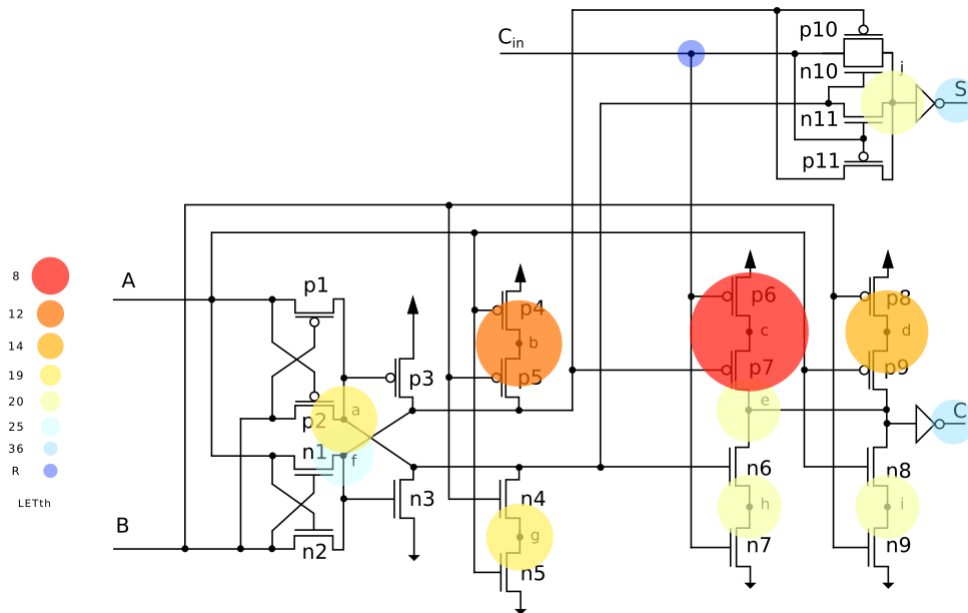 p10
C_in
j
n10
S
n11
p11
A
p1
8
p4
p6
p8
12
b
c
d
14
p3
p5
p7
p9
19
a
e
20
p2
C
n1
f
25
n6
n8
36
n3
n4
R
h
i
LETth
B
g
n2
n7
n9
n5